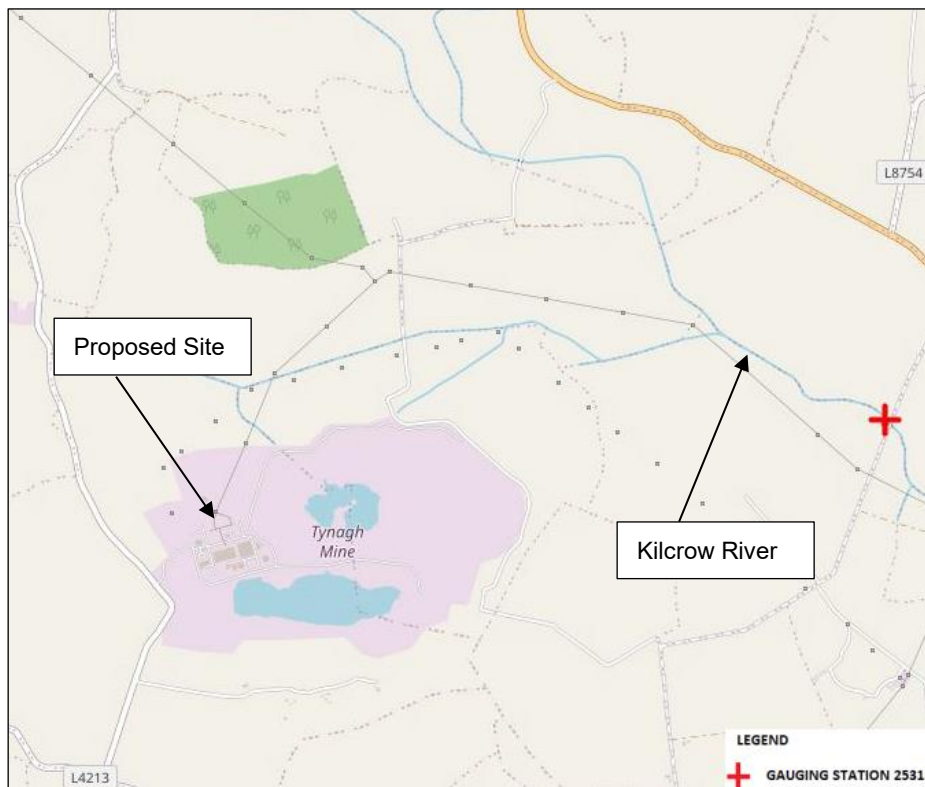 L8754
Proposed Site
Tynagh
Mine
Kilcrow River
LEGEND
L4213
GAUGING STATION 2531